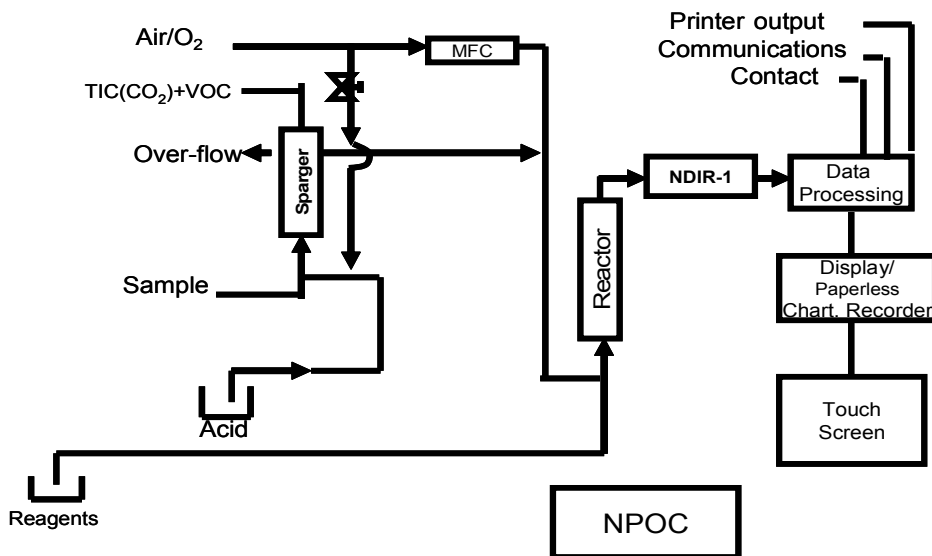 Printer output
Air/O₂
MFC
Communications
Contact
TIC(CO₂)+VOC
Over-flow
Sparger
NDIR-1
Data
Processing
Reactor
Sample
Display/
Paperless
Chart. Recorder
Acid
Touch
Screen
Reagents
NPOC